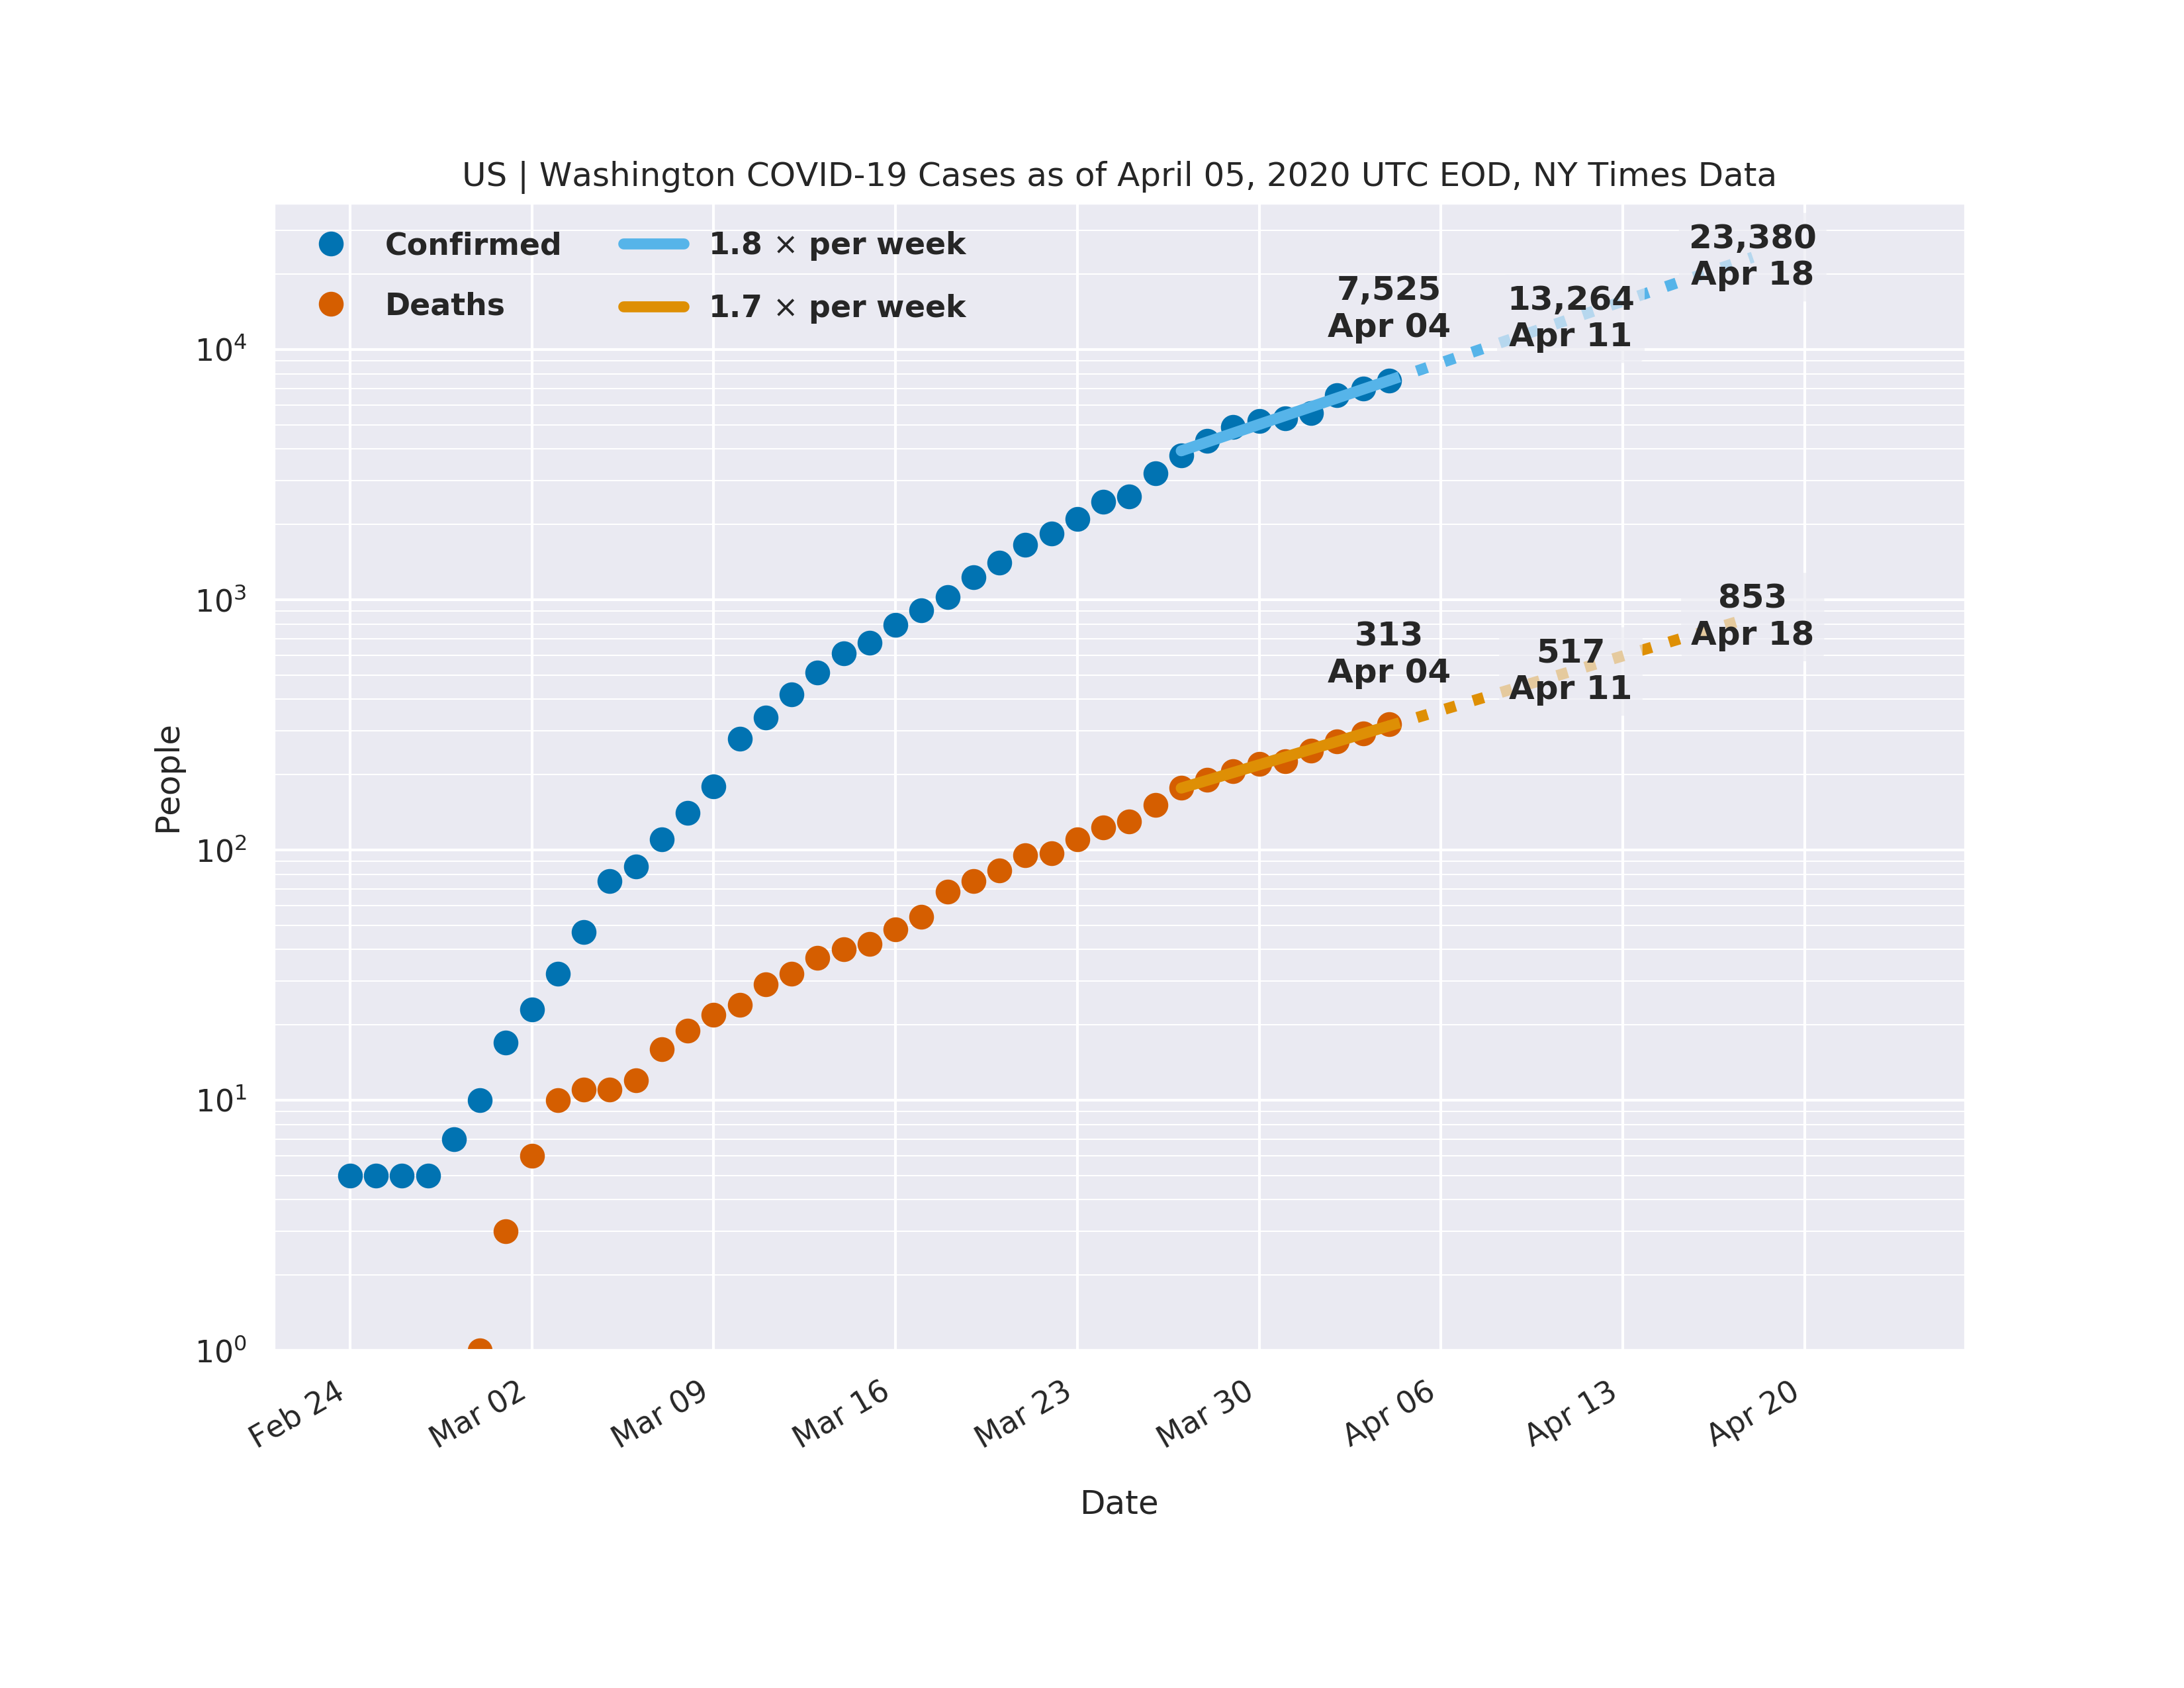 US | Washington COVID-19 Cases as of April 05, 2020 UTC EOD, NY Times Data
Confirmed
Deaths
1.8 × per week
1.7 × per week
7,525
Apr 04
13,264
Apr 11
23,380
Apr 18
313
Apr 04
517
Apr 11
853
Apr 18
People
10⁴
10³
10²
10¹
10⁰
Feb 24
Mar 02
Mar 09
Mar 16
Mar 23
Mar 30
Apr 06
Apr 13
Apr 20
Date